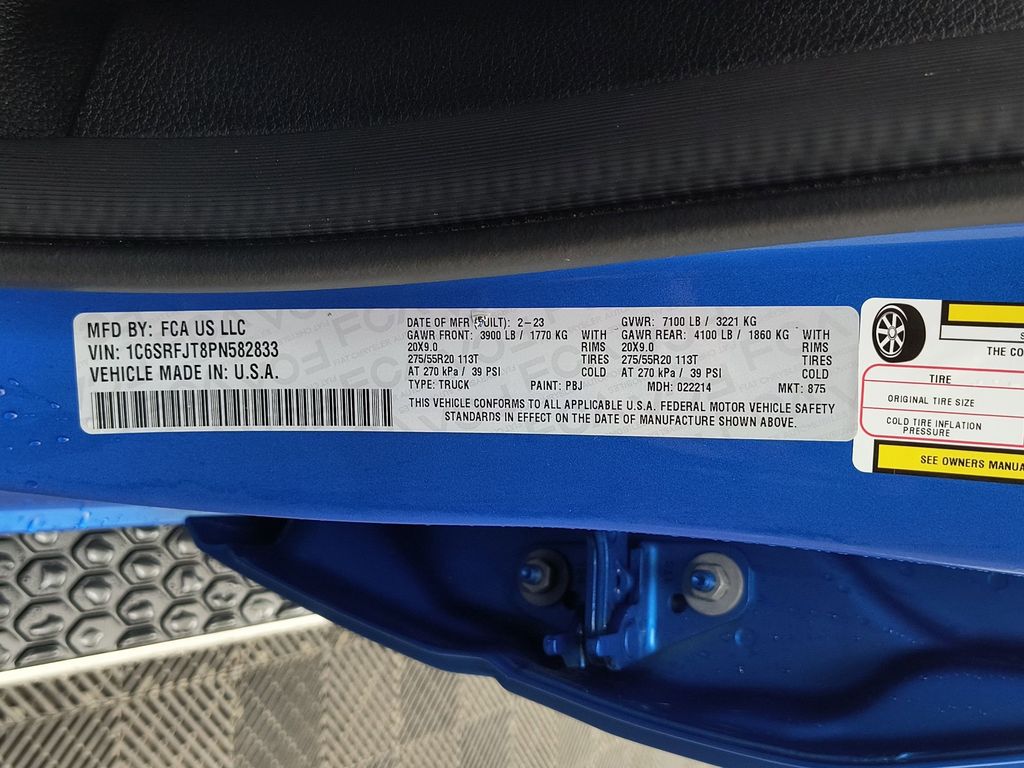 MFD BY: FCA US LLC
VIN: 1C6SRFJT8PN582833
VEHICLE MADE IN: U.S.A.
DATE OF MFR (BUILT): 2-23
GAWR FRONT: 3900 LB / 1770 KG WITH
20X9.0 RIMS
275/55R20 113T TIRES
AT 270 kPa / 39 PSI COLD
TYPE: TRUCK PAINT: PBJ
GVWR: 7100 LB / 3221 KG
GAWR REAR: 4100 LB / 1860 KG WITH
20X9.0 RIMS
275/55R20 113T TIRES
AT 270 kPa / 39 PSI COLD
MDH: 022214 MKT: 875
THIS VEHICLE CONFORMS TO ALL APPLICABLE U.S.A. FEDERAL MOTOR VEHICLE SAFETY
STANDARDS IN EFFECT ON THE DATE OF MANUFACTURE SHOWN ABOVE.
THE CO
TIRE
ORIGINAL TIRE SIZE
COLD TIRE INFLATION
PRESSURE
SEE OWNERS MANUA